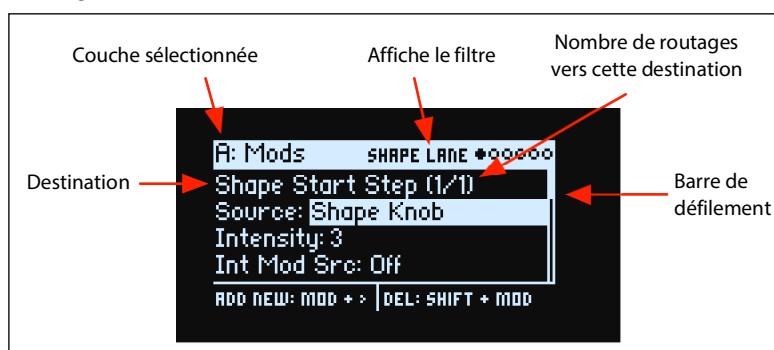 Couche sélectionnée
Affiche le filtre
Nombre de routages
vers cette destination
Destination
Barre de
défilement
A: Mods SHAPE LANE
Shape Start Step (1/1)
Source: Shape Knob
Intensity: 3
Int Mod Src: Off
ADD NEW: MOD + > DEL: SHIFT + MOD